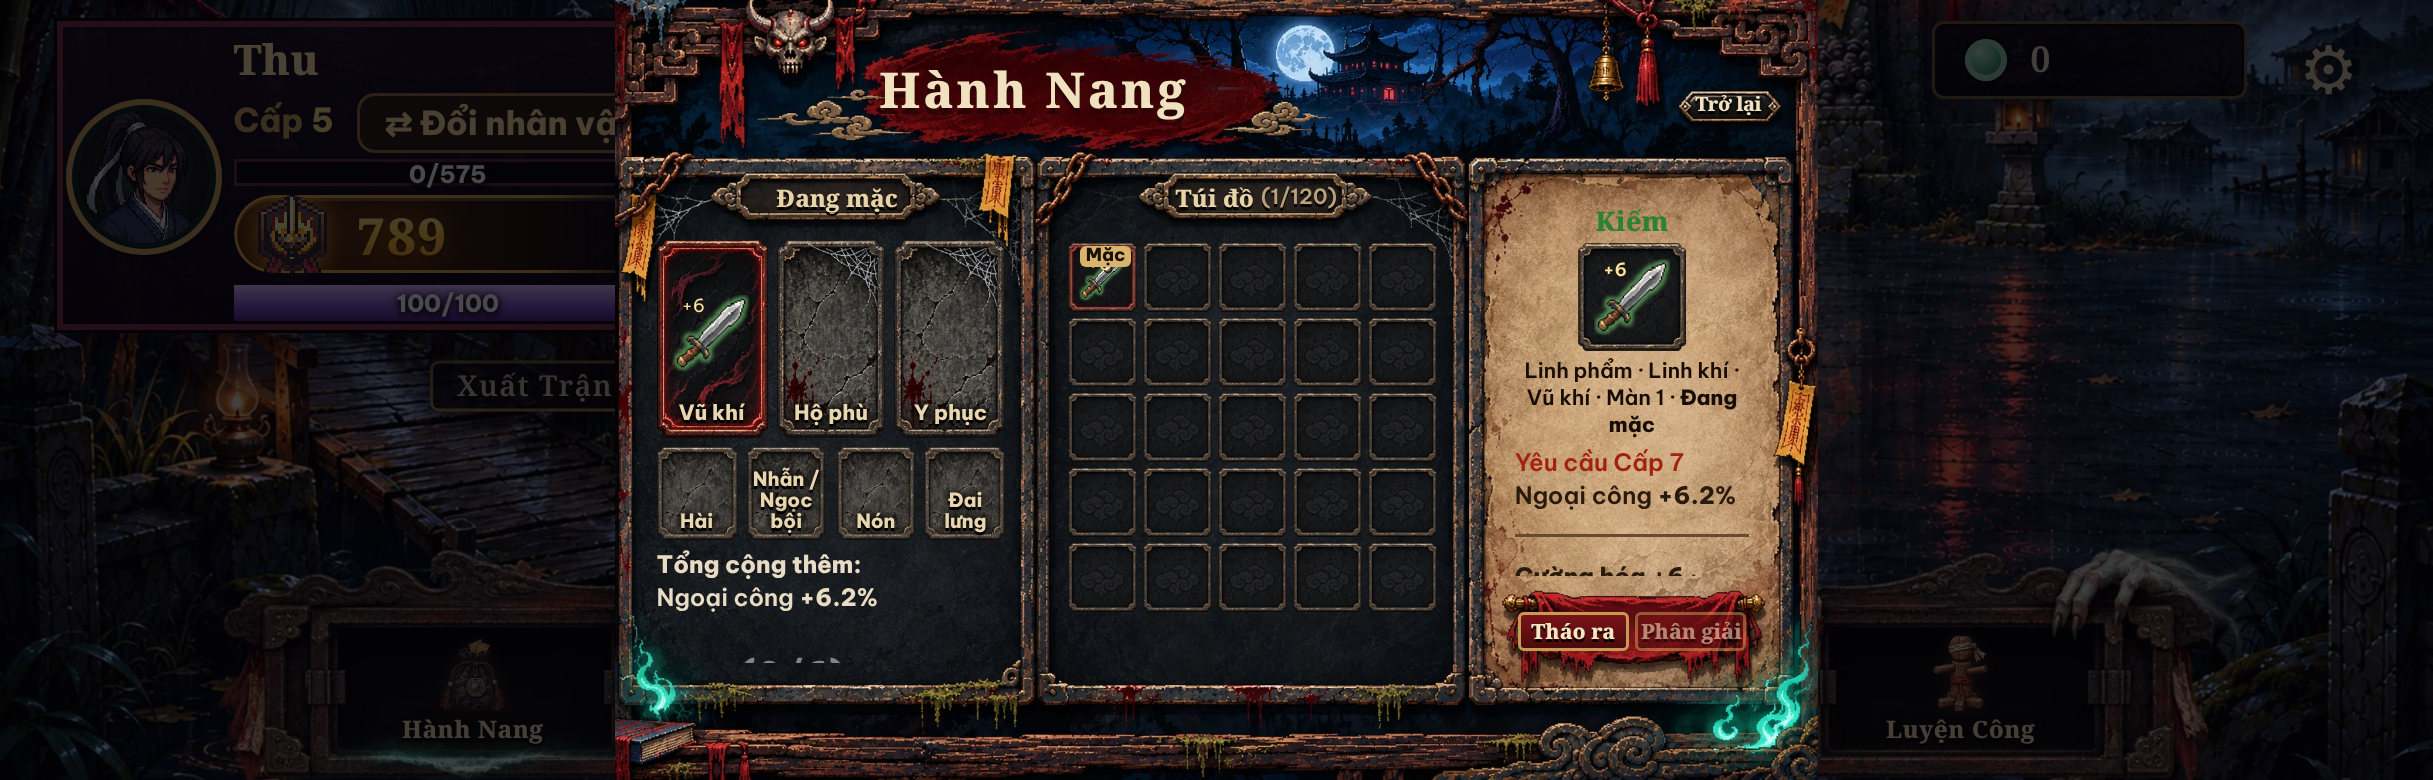 Thu
Cấp 5
⇄ Đổi nhân vậ
0/575
789
100/100
Xuất Trận
Hành Nang
Hành Nang
Trở lại
0
Đang mặc
+6
Vũ khí
Hộ phù
Y phục
Hài
Nhẫn /
Ngọc
bội
Nón
Đai
lưng
Tổng cộng thêm:
Ngoại công +6.2%
Túi đồ (1/120)
Mặc
Kiếm
+6
Linh phẩm · Linh khí ·
Vũ khí · Màn 1 · Đang
mặc
Yêu cầu Cấp 7
Ngoại công +6.2%
Tháo ra
Phân giải
Luyện Công